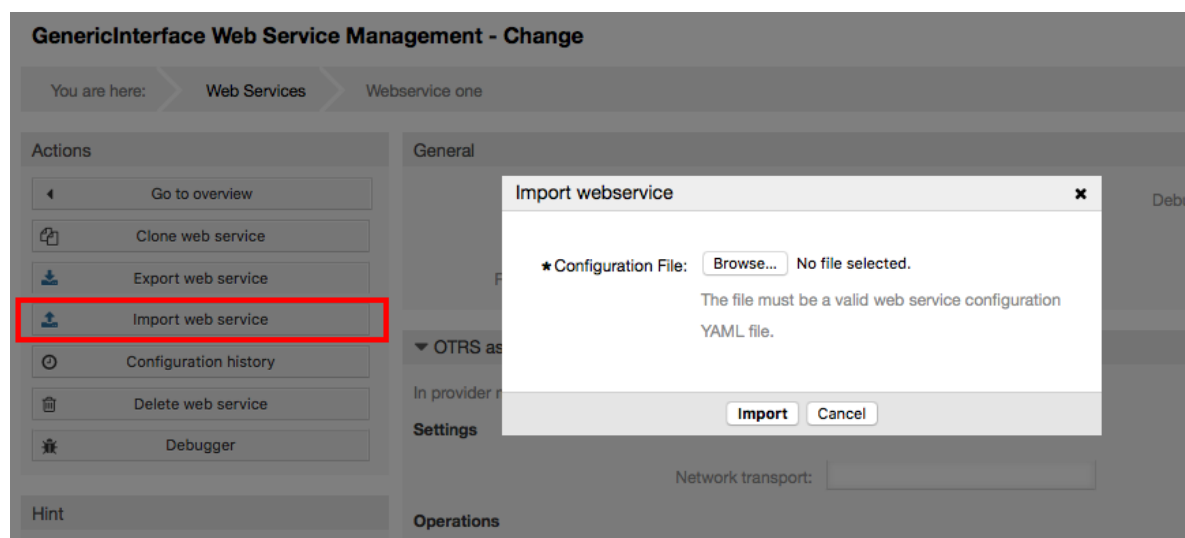 GenericInterface Web Service Management - Change
You are here: Web Services Webservice one
Actions
Go to overview
Clone web service
Export web service
Import web service
Configuration history
Delete web service
Debugger
Hint
General
Debu
F
Import webservice
★Configuration File: Browse... No file selected.
The file must be a valid web service configuration
YAML file.
Import Cancel
OTRS as
In provider r
Settings
Network transport:
Operations